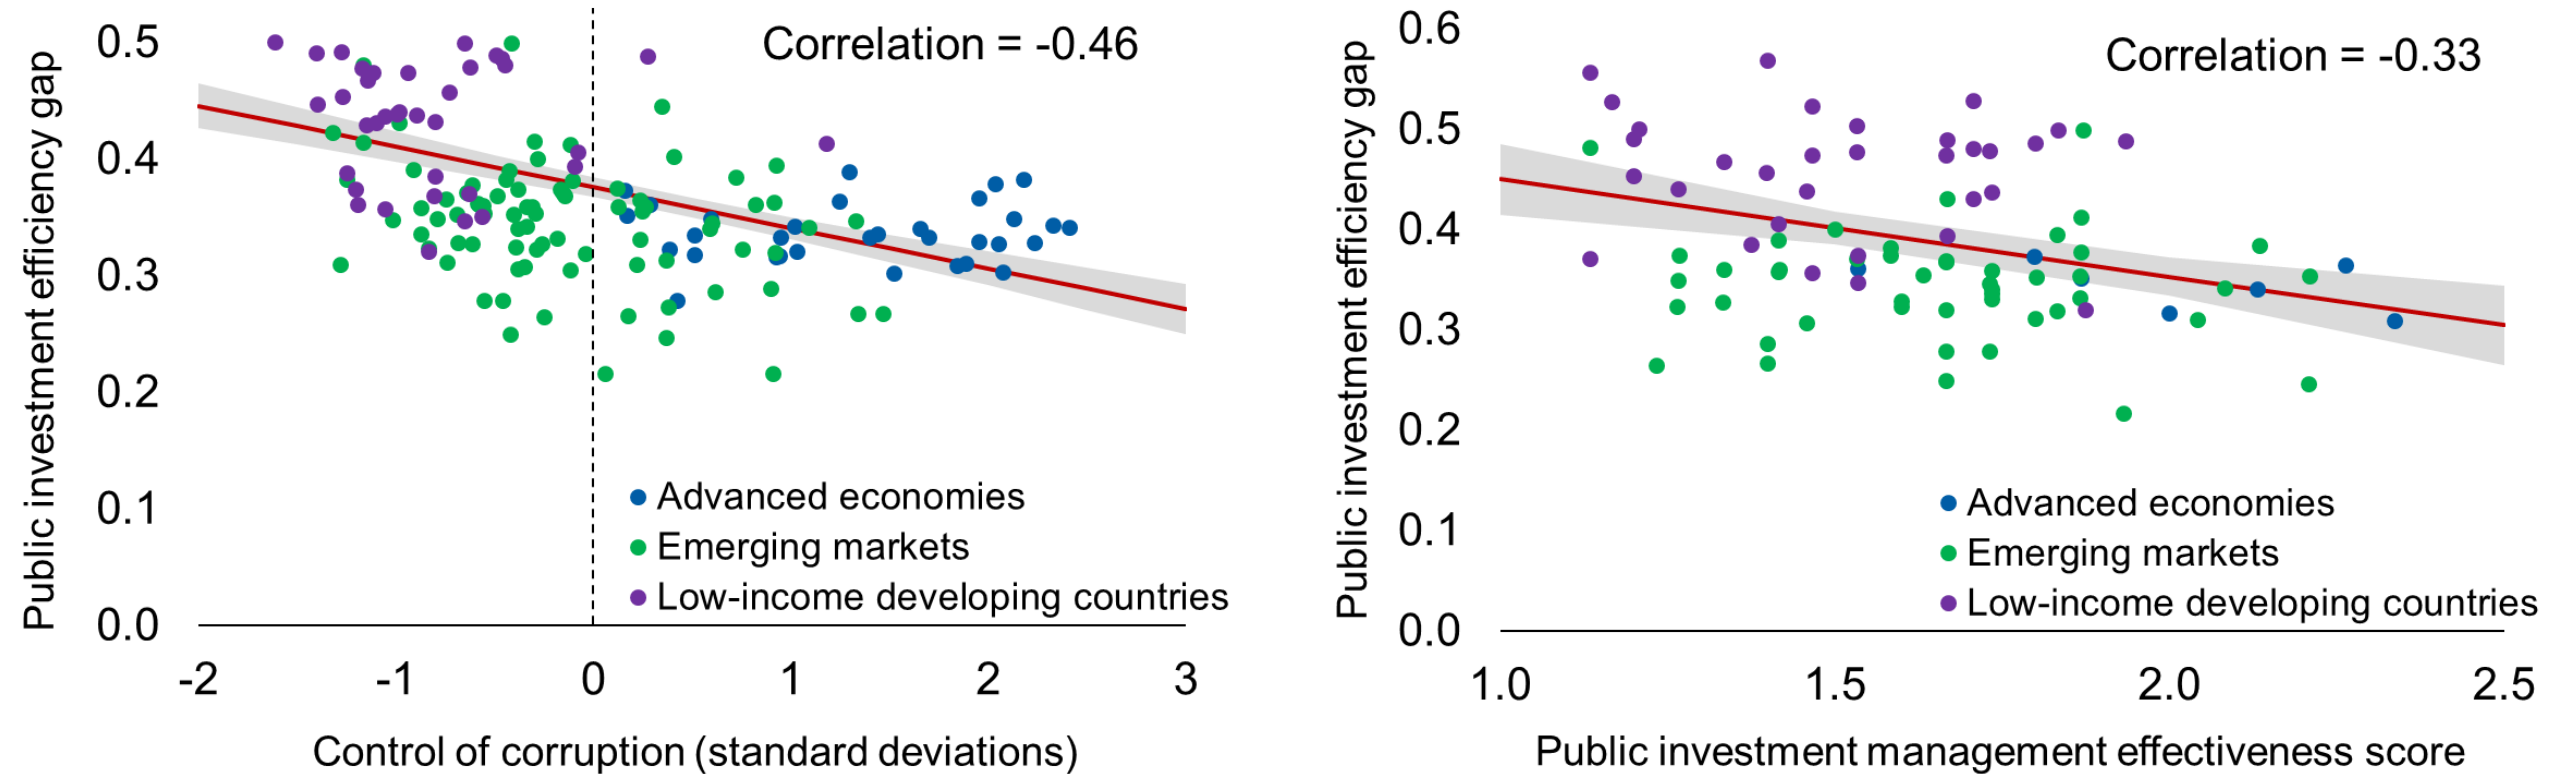 Public investment efficiency gap
0.5
0.4
0.3
0.2
0.1
0.0
Correlation = -0.46
Advanced economies
Emerging markets
Low-income developing countries
-2 -1 0 1 2 3
Control of corruption (standard deviations)
Public investment efficiency gap
0.6
0.5
0.4
0.3
0.2
0.1
0.0
Correlation = -0.33
Advanced economies
Emerging markets
Low-income developing countries
1.0 1.5 2.0 2.5
Public investment management effectiveness score